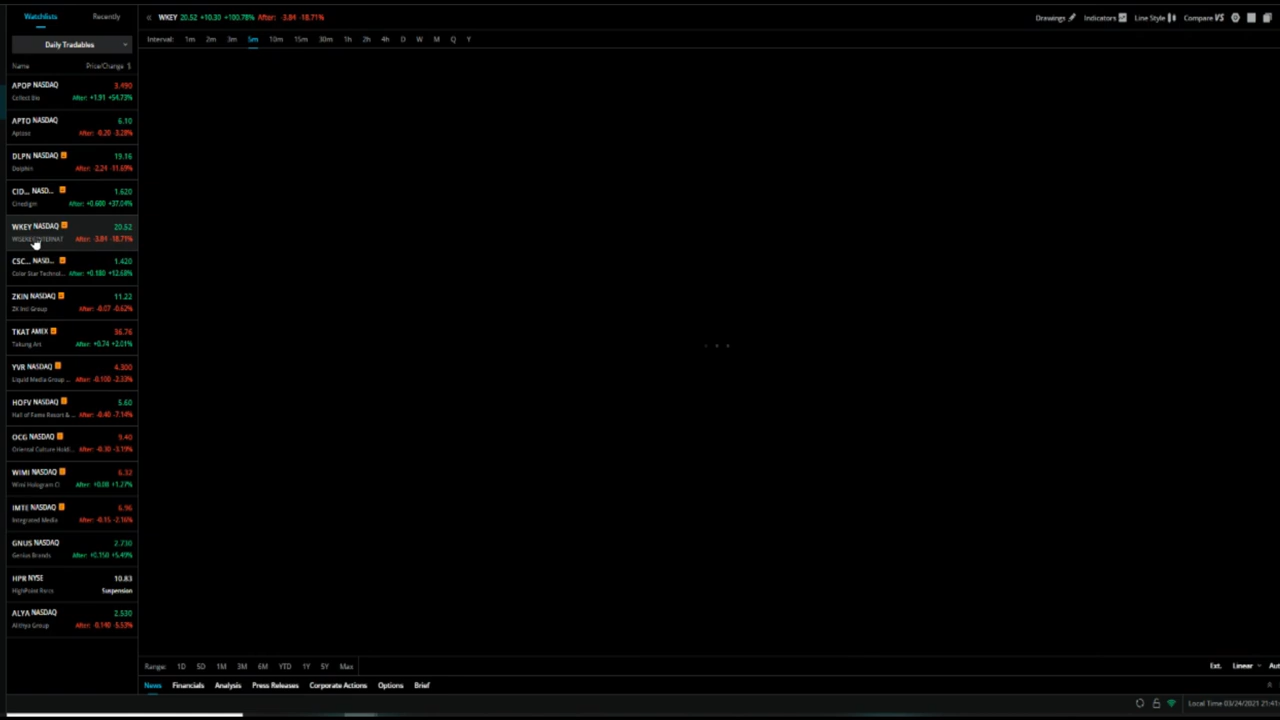 Watchlists Recently
Daily Tradables
Name Price/Change $
APOP NASDAQ 3.490
Cellect Bio After: +1.91 +54.73%
APTO NASDAQ 6.10
Aptose After: -0.20 -3.28%
DLPN NASDAQ 19.16
Dolphin After: -2.24 -11.69%
CID... NASD... 1.620
Cinedigm After: +0.600 +37.04%
WKEY NASDAQ 20.52
After: -3.84 -18.71%
CSC... NASD... 1.420
Color Star Technol... After: +0.180 +12.68%
ZKIN NASDAQ 11.22
ZK Intl Group After: -0.07 -0.62%
TKAT AMEX 36.76
Takung Art After: +0.74 +2.01%
YVR NASDAQ 4.300
Liquid Media Group ... After: -0.100 -2.33%
HOFV NASDAQ 5.60
Hall of Fame Resort & ... After: -0.40 -7.14%
OCG NASDAQ 9.40
Oriental Culture Hold... After: -0.30 -3.19%
WIMI NASDAQ 6.32
Wimi Hologram Cl After: +0.08 +1.27%
IMTE NASDAQ 6.96
Integrated Media After: -0.15 -2.16%
GNUS NASDAQ 2.730
Genius Brands After: +0.150 +5.49%
HPR NYSE 10.83
HighPoint Rsrcs Suspension
ALYA NASDAQ 2.530
Alithya Group After: -0.140 -5.53%
WKEY 20.52 +10.30 +100.78% After: -3.84 -18.71%
Drawings Indicators Line Style Compare VS
Interval: 1m 2m 3m 5m 10m 15m 30m 1h 2h 4h D W M Q Y
Range: 1D 5D 1M 3M 6M YTD 1Y 5Y Max
Ext. Linear
News Financials Analysis Press Releases Corporate Actions Options Brief
Local Time 03/24/2021 21:41